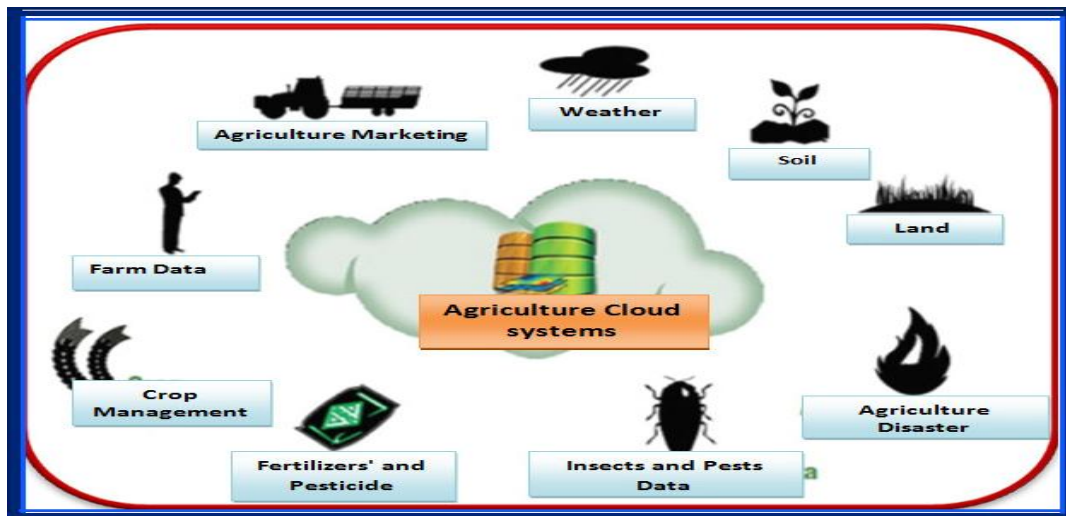 Weather
Agriculture Marketing
Soil
Land
Farm Data
Agriculture Cloud
systems
Crop
Management
Agriculture
Disaster
Fertilizers' and
Pesticide
Insects and Pests
Data
a